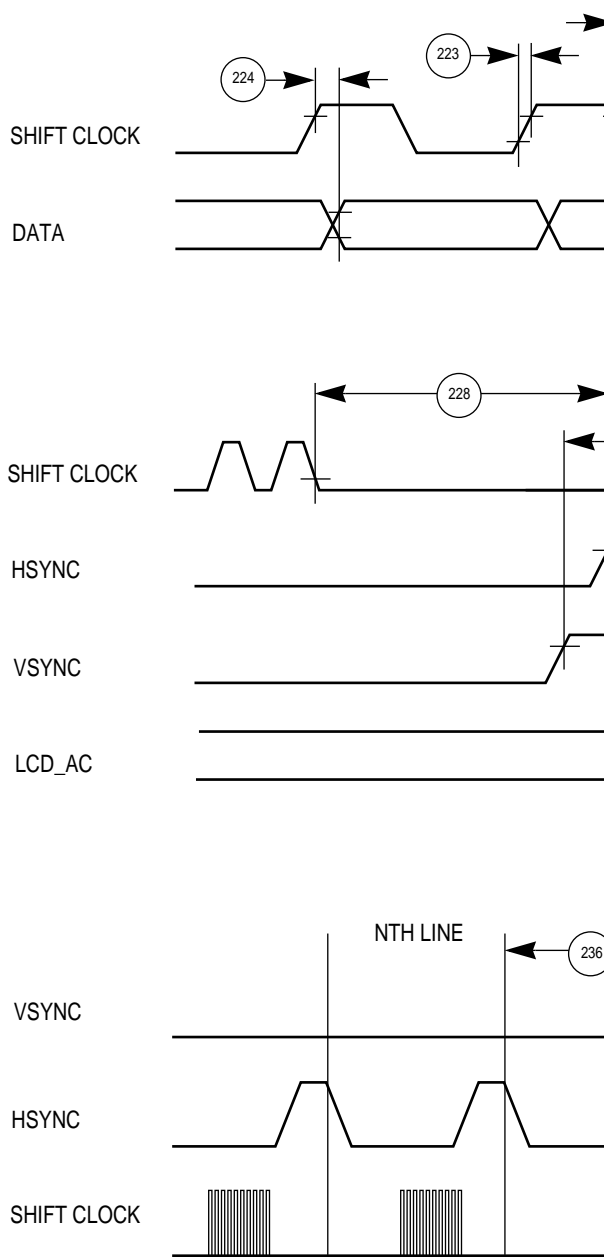 223
224
SHIFT CLOCK
DATA
228
SHIFT CLOCK
HSYNC
VSYNC
LCD_AC
NTH LINE
236
VSYNC
HSYNC
SHIFT CLOCK